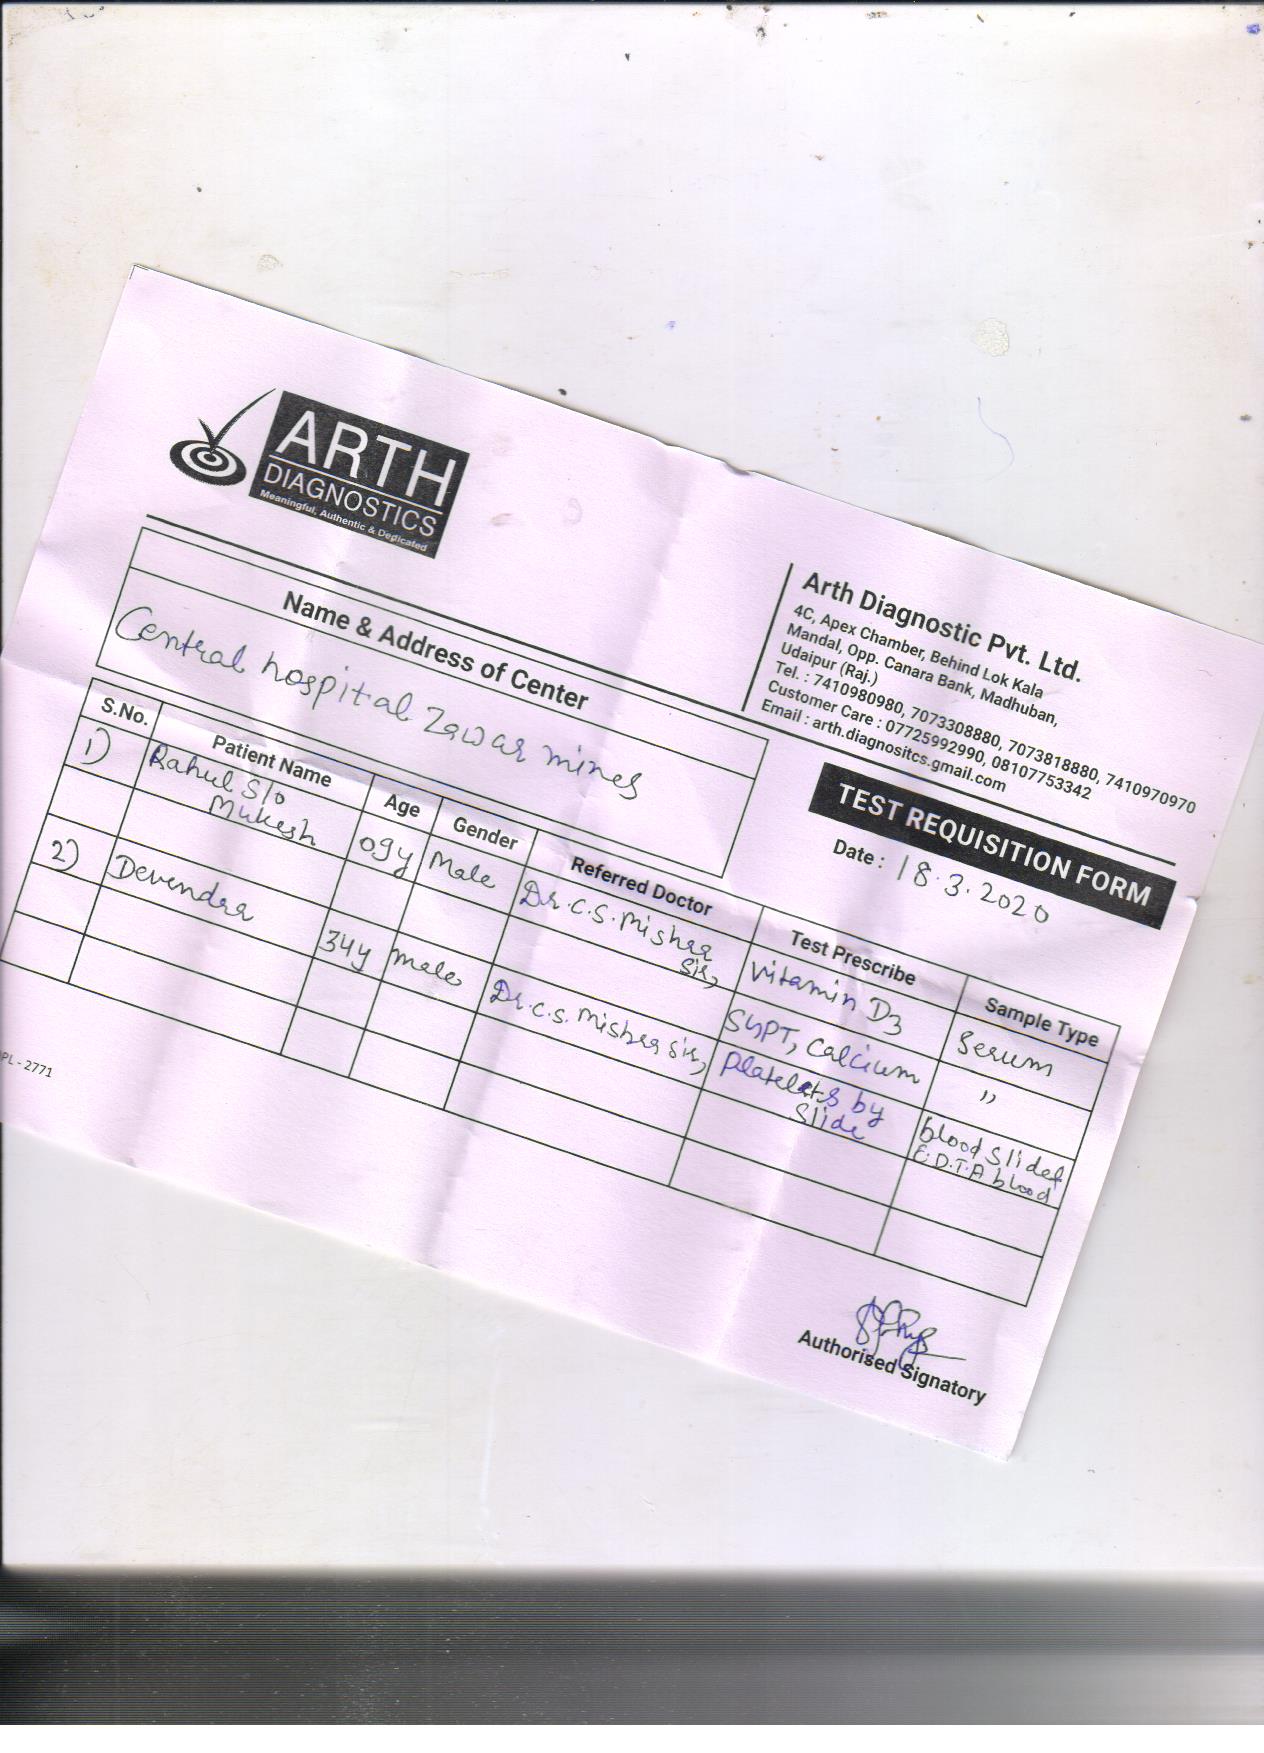 ARTH
DIAGNOSTICS
Meaningful, Authentic & Dedicated
Arth Diagnostic Pvt. Ltd.
4C, Apex Chamber, Behind Lok Kala
Mandal, Opp. Canara Bank, Madhuban,
Udaipur (Raj.)
Tel. : 7410980980, 7073308880, 7073818880, 7410970970
Customer Care : 07725992990, 08107753342
Email : arth.diagnositcs.gmail.com
Name & Address of Center
Central hospital Zawar mines
TEST REQUISITION FORM
Date : 18.3.2020
S.No. Patient Name Age Gender Referred Doctor Test Prescribe Sample Type
1) Rahul S/o 09y Male Dr. C.S. Mishra Vitamin D3 Serum
Mukesh Sir, SGPT, Calcium "
2) Devendra 34y Male Dr. C.S. Mishra Sir, Platelets by blood slidet
Slide E.D.T.A blood
PL - 2771
Authorised Signatory